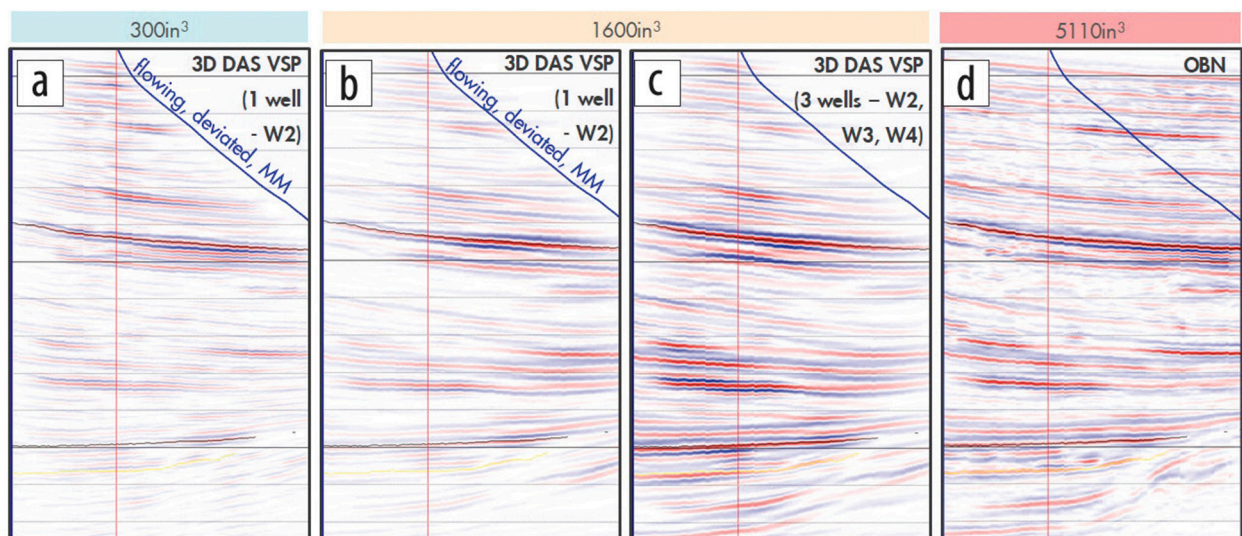 300in³
1600in³
5110in³
a
3D DAS VSP
(1 well
- W2)
flowing, deviated, MM
b
3D DAS VSP
(1 well
- W2)
flowing, deviated, MM
c
3D DAS VSP
(3 wells – W2,
W3, W4)
d
OBN